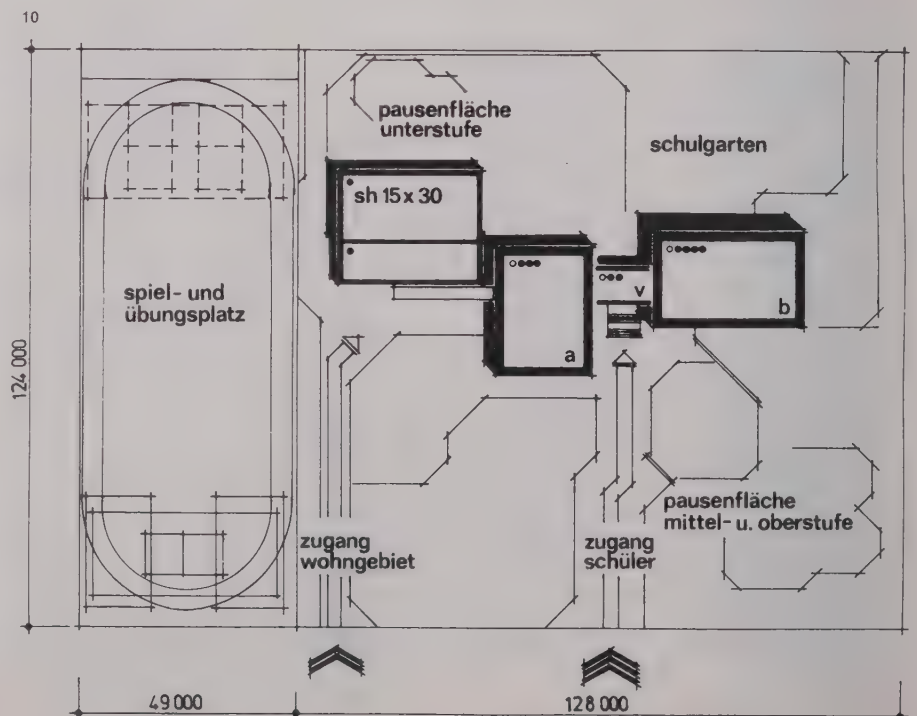 10
pausenfläche
unterstufe
schulgarten
sh 15 x 30
spiel- und
übungsplatz
v
b
a
124 000
pausenfläche
mittel- u. oberstufe
zugang
wohngebiet
zugang
schüler
49 000
128 000